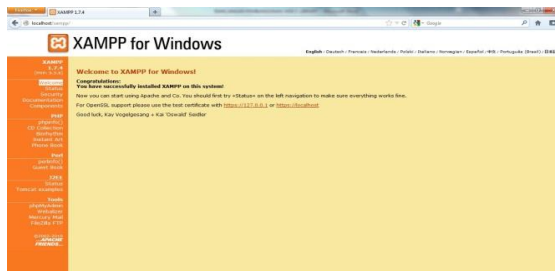 XAMPP 1.7.4
localhost/xampp/
Google
XAMPP for Windows
English / Deutsch / Francais / Nederlands / Polski / Italiano / Norwegian / Español / 中文 / Português (Brasil) /
XAMPP
1.7.4
[PHP: 5.3.5]
Welcome
Status
Security
Documentation
Components
PHP
phpinfo()
CD Collection
Biorhythm
Instant Art
Phone Book
Perl
perlinfo()
Guest Book
J2EE
Status
Tomcat examples
Tools
phpMyAdmin
Webalizer
Mercury Mail
FileZilla FTP
...APACHE
FRIENDS...
Welcome to XAMPP for Windows!
Congratulations:
You have successfully installed XAMPP on this system!
Now you can start using Apache and Co. You should first try «Status» on the left navigation to make sure everything works fine.
For OpenSSL support please use the test certificate with https://127.0.0.1 or https://localhost
Good luck, Kay Vogelgesang + Kai 'Oswald' Seidler